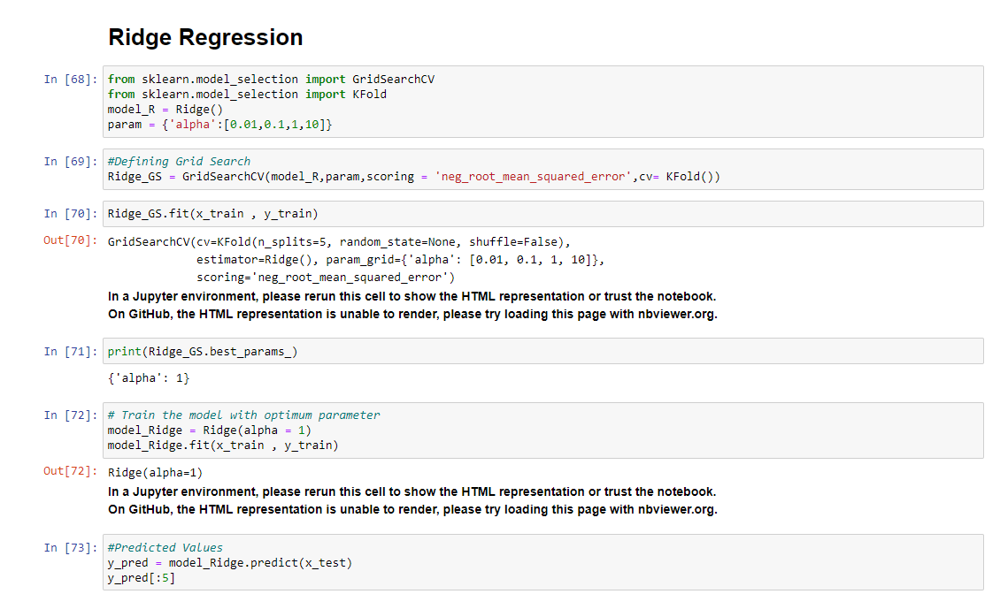 Ridge Regression
In [68]: from sklearn.model_selection import GridSearchCV
from sklearn.model_selection import KFold
model_R = Ridge()
param = {'alpha':[0.01,0.1,1,10]}
In [69]: #Defining Grid Search
Ridge_GS = GridSearchCV(model_R,param,scoring = 'neg_root_mean_squared_error',cv= KFold())
In [70]: Ridge_GS.fit(x_train , y_train)
Out[70]: GridSearchCV(cv=KFold(n_splits=5, random_state=None, shuffle=False),
estimator=Ridge(), param_grid={'alpha': [0.01, 0.1, 1, 10]},
scoring='neg_root_mean_squared_error')
In a Jupyter environment, please rerun this cell to show the HTML representation or trust the notebook.
On GitHub, the HTML representation is unable to render, please try loading this page with nbviewer.org.
In [71]: print(Ridge_GS.best_params_)
{'alpha': 1}
In [72]: # Train the model with optimum parameter
model_Ridge = Ridge(alpha = 1)
model_Ridge.fit(x_train , y_train)
Out[72]: Ridge(alpha=1)
In a Jupyter environment, please rerun this cell to show the HTML representation or trust the notebook.
On GitHub, the HTML representation is unable to render, please try loading this page with nbviewer.org.
In [73]: #Predicted Values
y_pred = model_Ridge.predict(x_test)
y_pred[:5]